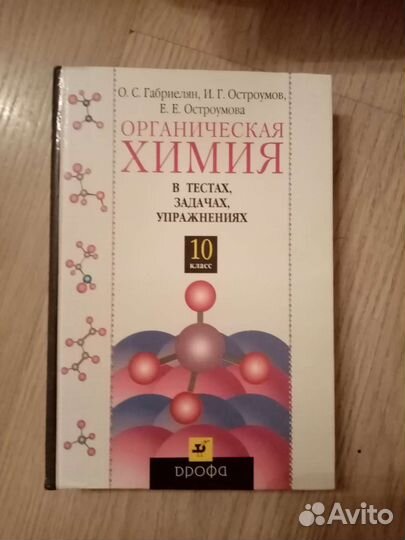 О. С. Габриелян, И. Г. Остроумов,
Е. Е. Остроумова
ОРГАНИЧЕСКАЯ
ХИМИЯ
В ТЕСТАХ,
ЗАДАЧАХ,
УПРАЖНЕНИЯХ
10
класс
дрофа
Avito